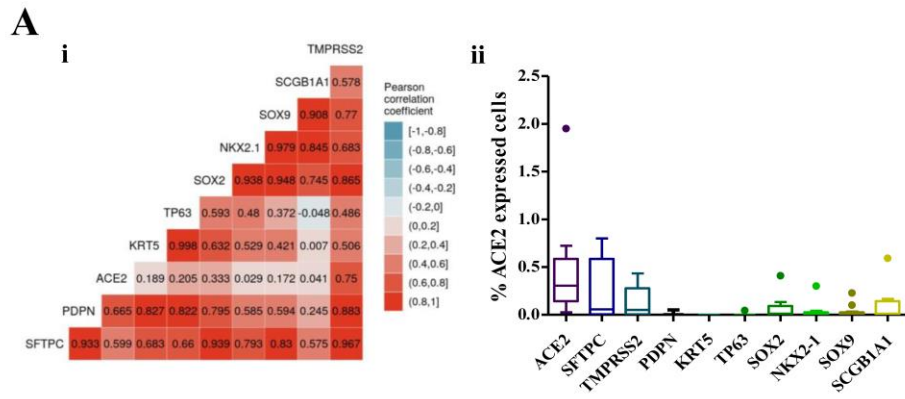 A
i
TMPRSS2
SCGB1A1 0.578
SOX9 0.908 0.77
NKX2.1 0.979 0.845 0.683
SOX2 0.938 0.948 0.745 0.865
TP63 0.593 0.48 0.372 -0.048 0.486
KRT5 0.998 0.632 0.529 0.421 0.007 0.506
ACE2 0.189 0.205 0.333 0.029 0.172 0.041 0.75
PDPN 0.665 0.827 0.822 0.795 0.585 0.594 0.245 0.883
SFTPC 0.933 0.599 0.683 0.66 0.939 0.793 0.83 0.575 0.967
Pearson
correlation
coefficient
[-1,-0.8]
(-0.8,-0.6]
(-0.6,-0.4]
(-0.4,-0.2]
(-0.2,0]
(0,0.2]
(0.2,0.4]
(0.4,0.6]
(0.6,0.8]
(0.8,1]
ii
% ACE2 expressed cells
2.5
2.0
1.5
1.0
0.5
0.0
ACE2
SFTPC
TMPRSS2
PDPN
KRT5
TP63
SOX2
NKX2-1
SOX9
SCGB1A1